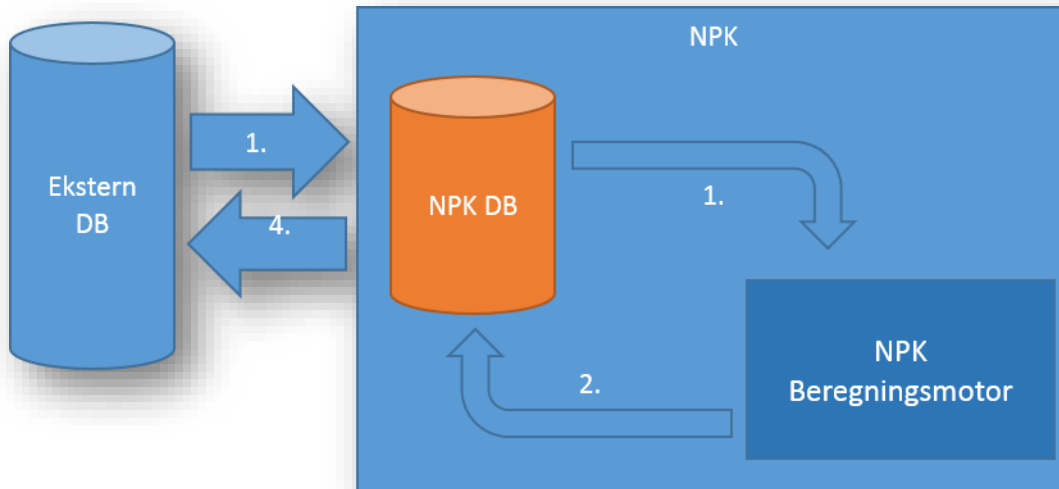 NPK
1.
Ekstern
DB
4.
NPK DB
1.
2.
NPK
Beregningsmotor